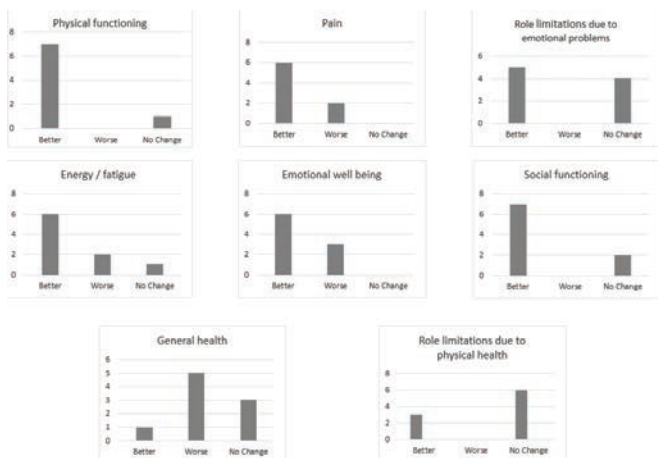 Physical functioning
8
6
4
2
0
Better Worse No Change
Pain
8
6
4
2
0
Better Worse No Change
Role limitations due to
emotional problems
6
4
2
0
Better Worse No Change
Energy / fatigue
8
6
4
2
0
Better Worse No Change
Emotional well being
8
6
4
2
0
Better Worse No Change
Social functioning
8
6
4
2
0
Better Worse No Change
General health
6
5
4
3
2
1
0
Better Worse No Change
Role limitations due to
physical health
8
6
4
2
0
Better Worse No Change